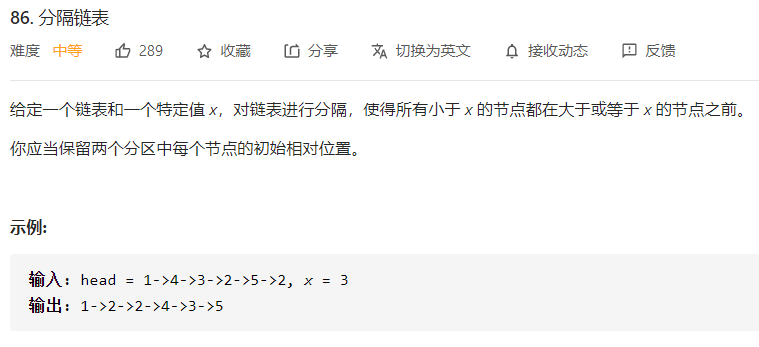 86. 分隔链表
难度 中等 289 收藏 分享 切换为英文 接收动态 反馈
给定一个链表和一个特定值 x，对链表进行分隔，使得所有小于 x 的节点都在大于或等于 x 的节点之前。
你应当保留两个分区中每个节点的初始相对位置。
示例:
输入: head = 1->4->3->2->5->2, x = 3
输出: 1->2->2->4->3->5